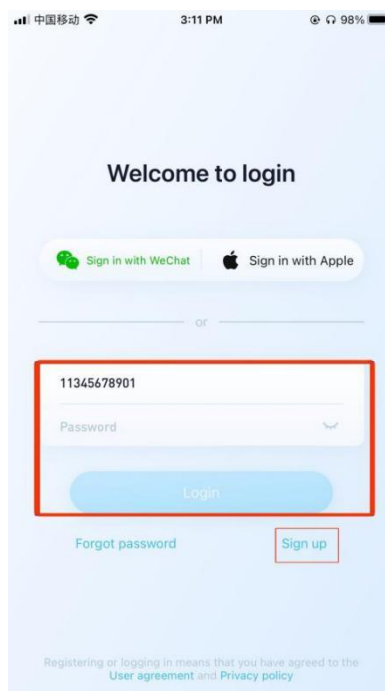 中国移动 3:11 PM 98%
Welcome to login
Sign in with WeChat Sign in with Apple
or
11345678901
Password
Login
Forgot password Sign up
Registering or logging in means that you have agreed to the
User agreement and Privacy policy